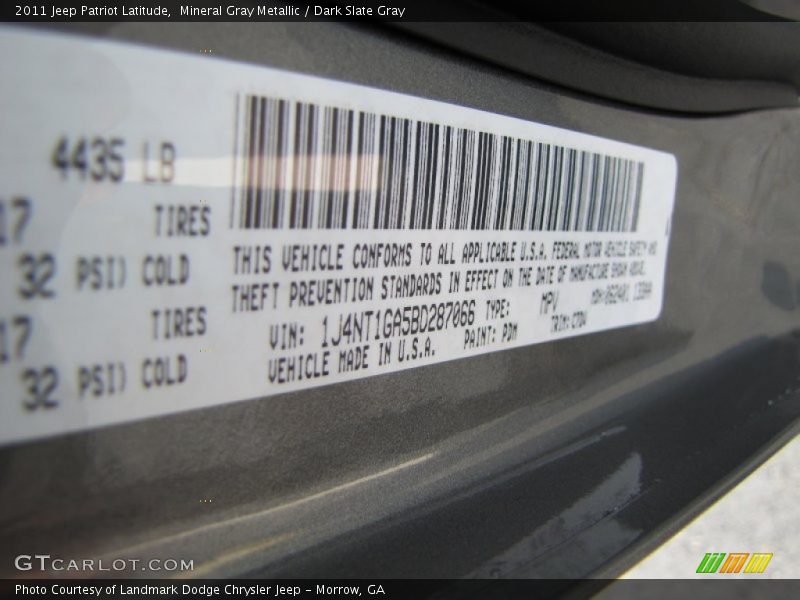 2011 Jeep Patriot Latitude, Mineral Gray Metallic / Dark Slate Gray
4435 LB
17 TIRES
32 PSI) COLD
17 TIRES
32 PSI) COLD
THIS VEHICLE CONFORMS TO ALL APPLICABLE U.S.A. FEDERAL MOTOR VEHICLE SAFETY AND
THEFT PREVENTION STANDARDS IN EFFECT ON THE DATE OF MANUFACTURE SHOWN ABOVE.
VIN: 1J4NT1GA5BD287066 TYPE: MPV
VEHICLE MADE IN U.S.A. PAINT: PDM
GTCARLOT.COM
Photo Courtesy of Landmark Dodge Chrysler Jeep - Morrow, GA